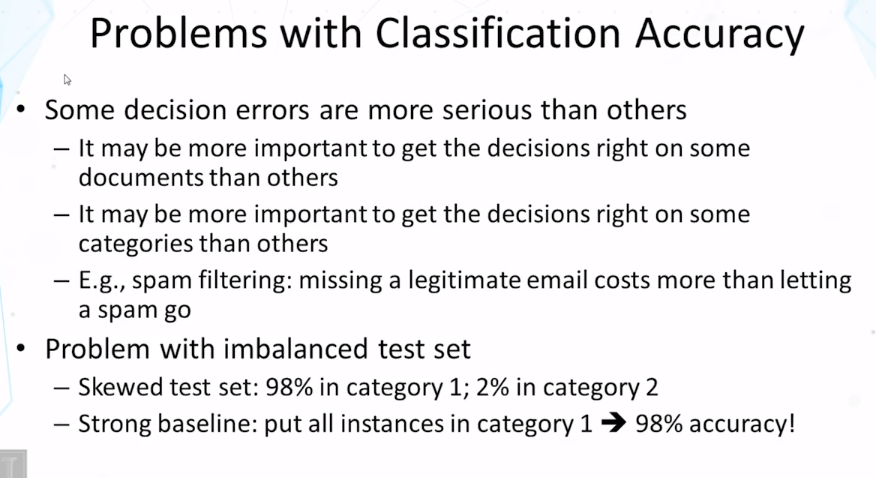 Problems with Classification Accuracy
• Some decision errors are more serious than others
– It may be more important to get the decisions right on some
documents than others
– It may be more important to get the decisions right on some
categories than others
– E.g., spam filtering: missing a legitimate email costs more than letting
a spam go
• Problem with imbalanced test set
– Skewed test set: 98% in category 1; 2% in category 2
– Strong baseline: put all instances in category 1 ➔ 98% accuracy!